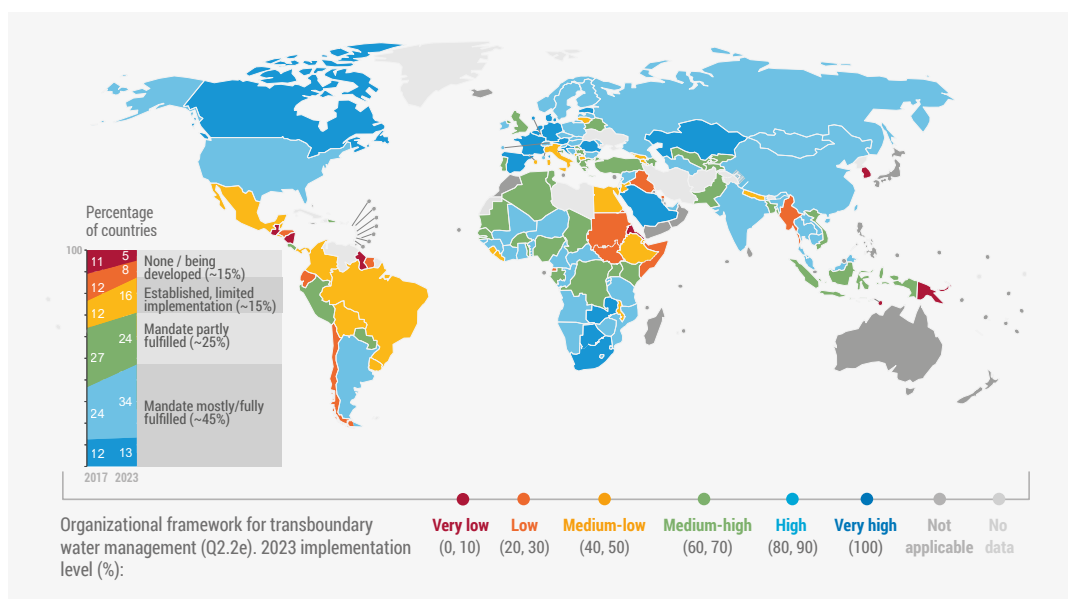 Percentage
of countries
100
11
5
None / being
developed (~15%)
8
12
16
Established, limited
implementation (~15%)
12
24
Mandate partly
fulfilled (~25%)
27
34
24
Mandate mostly/fully
fulfilled (~45%)
12
13
2017 2023
Organizational framework for transboundary
water management (Q2.2e). 2023 implementation
level (%):
Very low
(0, 10)
Low
(20, 30)
Medium-low
(40, 50)
Medium-high
(60, 70)
High
(80, 90)
Very high
(100)
Not
applicable
No
data